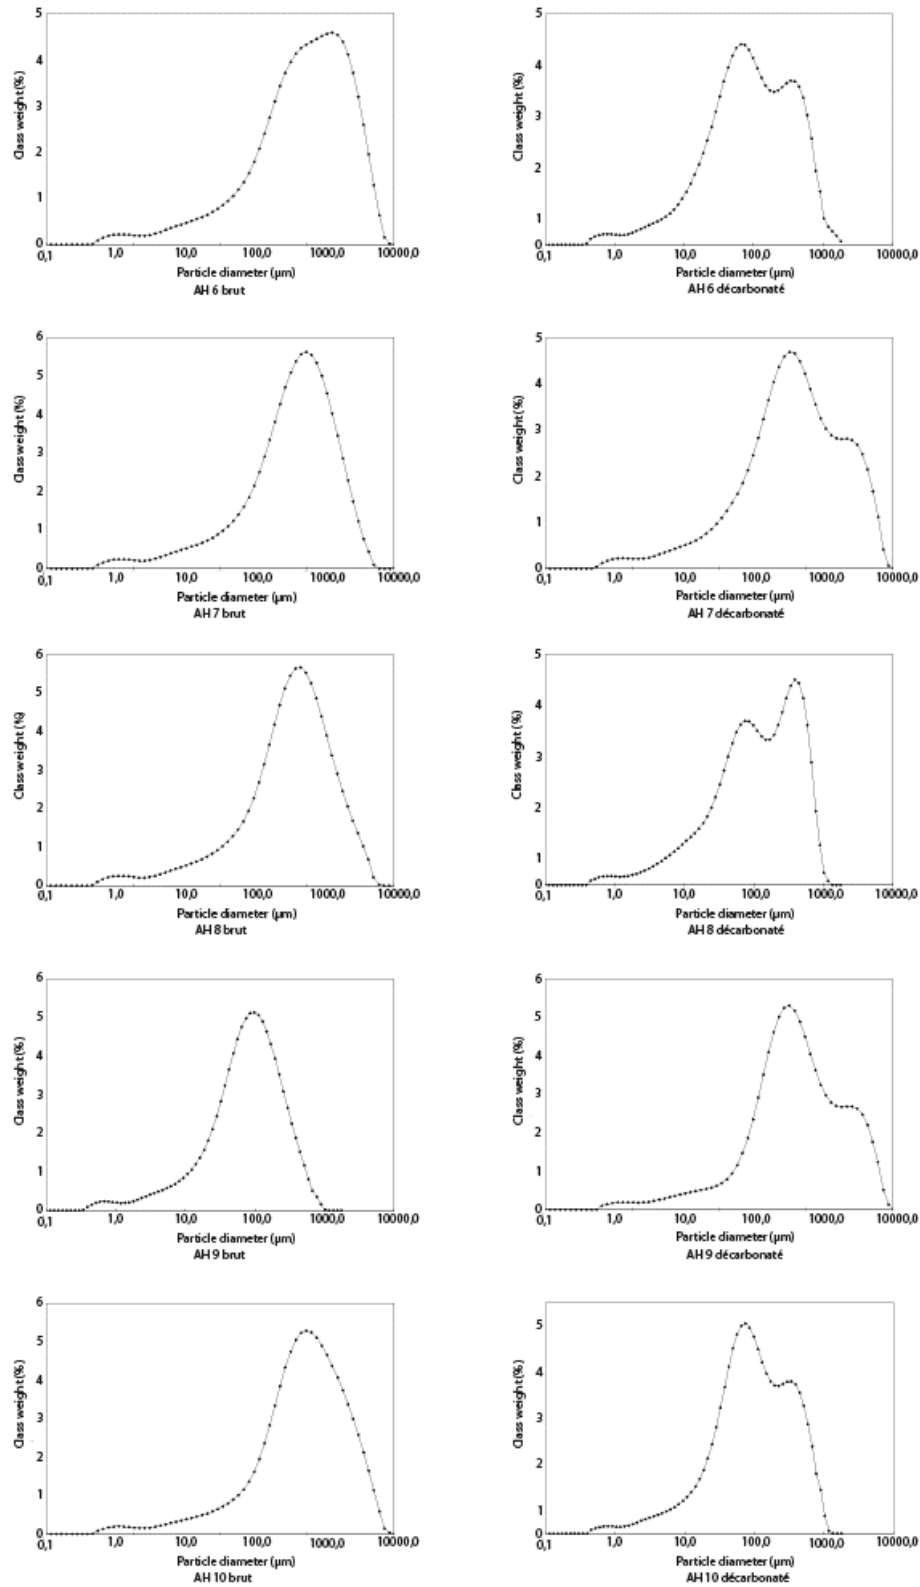 5
4
3
2
1
0
Class weight (%)
0,1 1,0 10,0 100,0 1000,0 10000,0
Particle diameter (µm)
AH 6 brut
5
4
3
2
1
0
Class weight (%)
0,1 1,0 10,0 100,0 1000,0 10000,0
Particle diameter (µm)
AH 6 décarbonaté
6
5
4
3
2
1
0
Class weight (%)
0,1 1,0 10,0 100,0 1000,0 10000,0
Particle diameter (µm)
AH 7 brut
5
4
3
2
1
0
Class weight (%)
0,1 1,0 10,0 100,0 1000,0 10000,0
Particle diameter (µm)
AH 7 décarbonaté
6
5
4
3
2
1
0
Class weight (%)
0,1 1,0 10,0 100,0 1000,0 10000,0
Particle diameter (µm)
AH 8 brut
5
4
3
2
1
0
Class weight (%)
0,1 1,0 10,0 100,0 1000,0 10000,0
Particle diameter (µm)
AH 8 décarbonaté
6
5
4
3
2
1
0
Class weight (%)
0,1 1,0 10,0 100,0 1000,0 10000,0
Particle diameter (µm)
AH 9 brut
6
5
4
3
2
1
0
Class weight (%)
0,1 1,0 10,0 100,0 1000,0 10000,0
Particle diameter (µm)
AH 9 décarbonaté
6
5
4
3
2
1
0
Class weight (%)
0,1 1,0 10,0 100,0 1000,0 10000,0
Particle diameter (µm)
AH 10 brut
5
4
3
2
1
0
Class weight (%)
0,1 1,0 10,0 100,0 1000,0 10000,0
Particle diameter (µm)
AH 10 décarbonaté